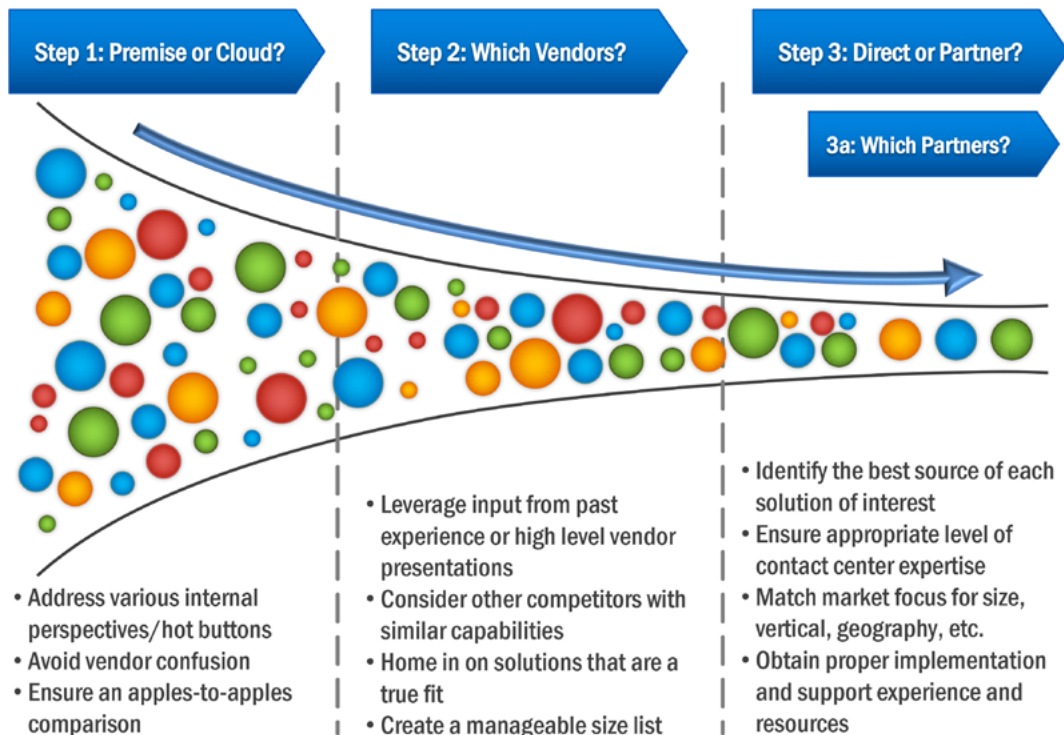 Step 1: Premise or Cloud?
Step 2: Which Vendors?
Step 3: Direct or Partner?
3a: Which Partners?
• Address various internal
perspectives/hot buttons
• Avoid vendor confusion
• Ensure an apples-to-apples
comparison
• Leverage input from past
experience or high level vendor
presentations
• Consider other competitors with
similar capabilities
• Home in on solutions that are a
true fit
• Create a manageable size list
• Identify the best source of each
solution of interest
• Ensure appropriate level of
contact center expertise
• Match market focus for size,
vertical, geography, etc.
• Obtain proper implementation
and support experience and
resources